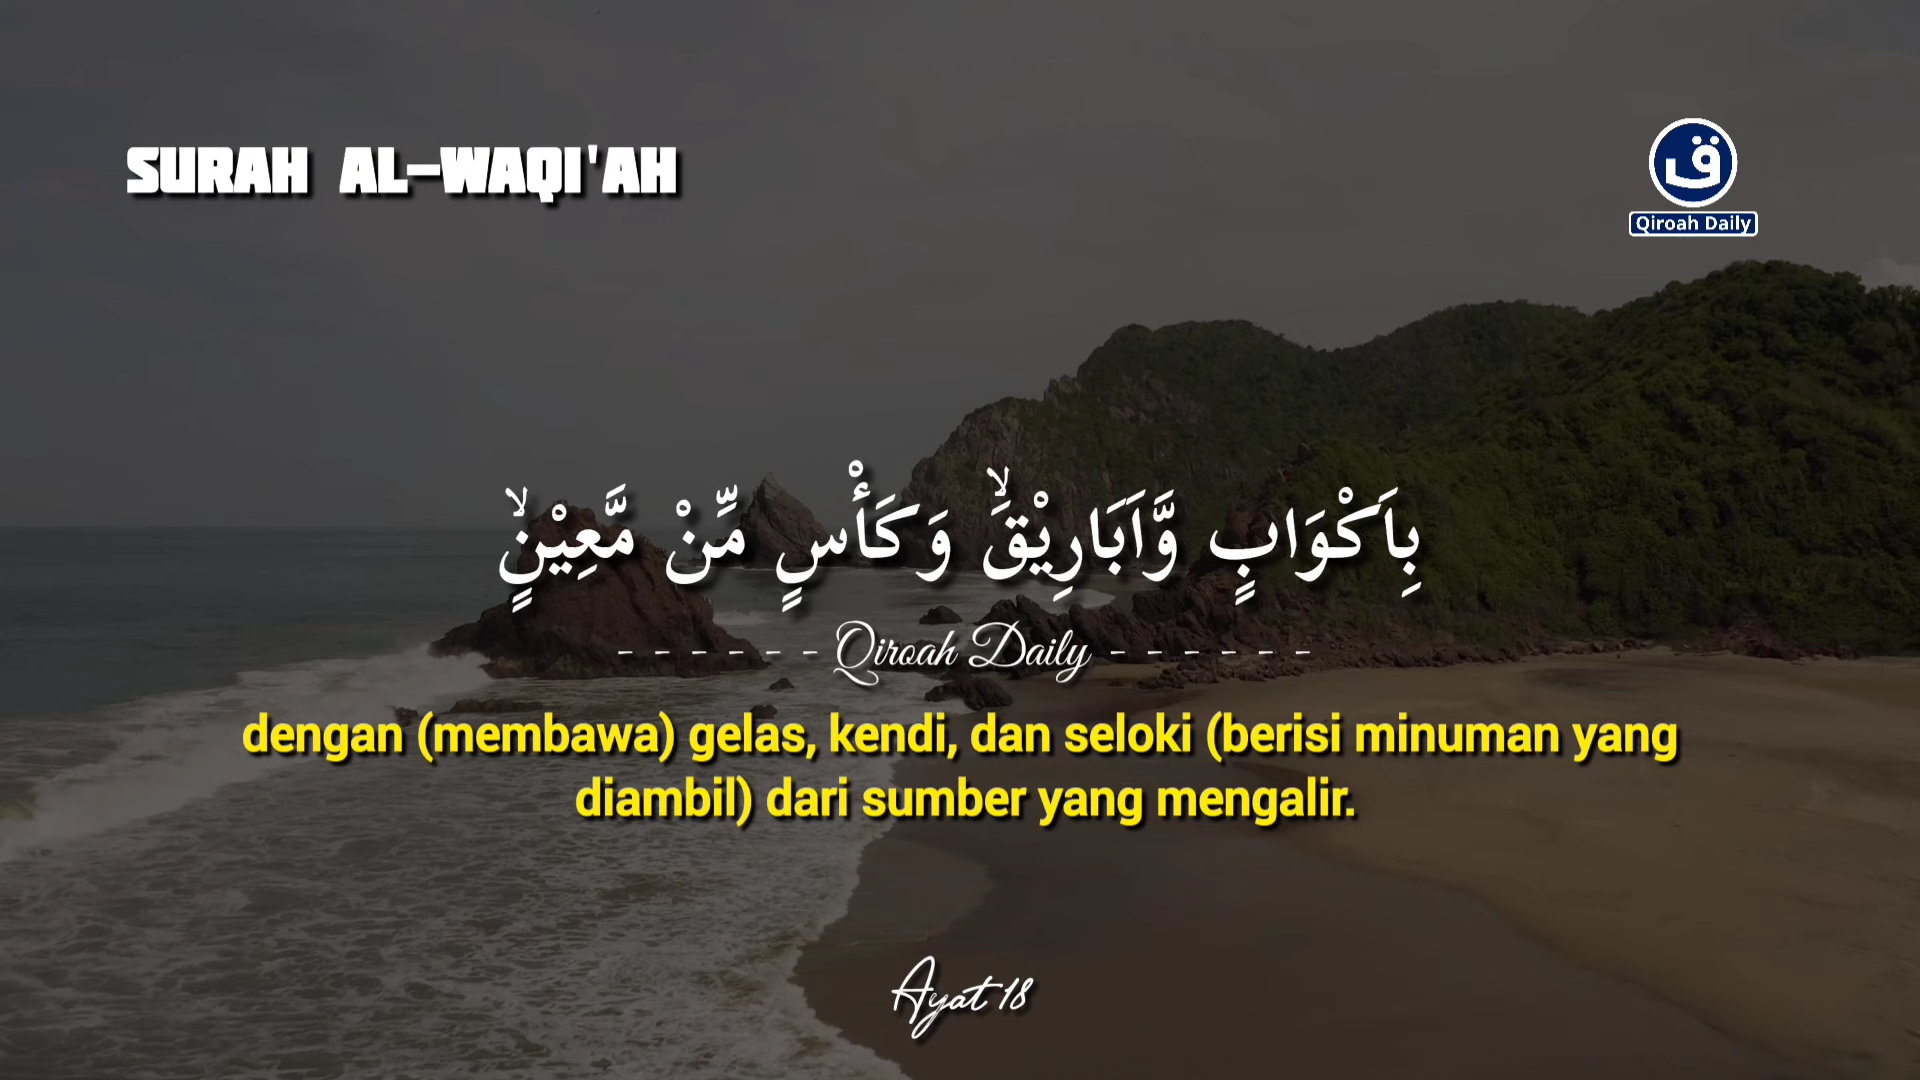 SURAH AL-WAQI'AH
ق
Qiroah Daily
بِاَكْوَابٍ وَّاَبَارِيْقَۙ وَكَأْسٍ مِّنْ مَّعِيْنٍۙ
- - - - - - Qiroah Daily - - - - - -
dengan (membawa) gelas, kendi, dan seloki (berisi minuman yang
diambil) dari sumber yang mengalir.
Ayat 18